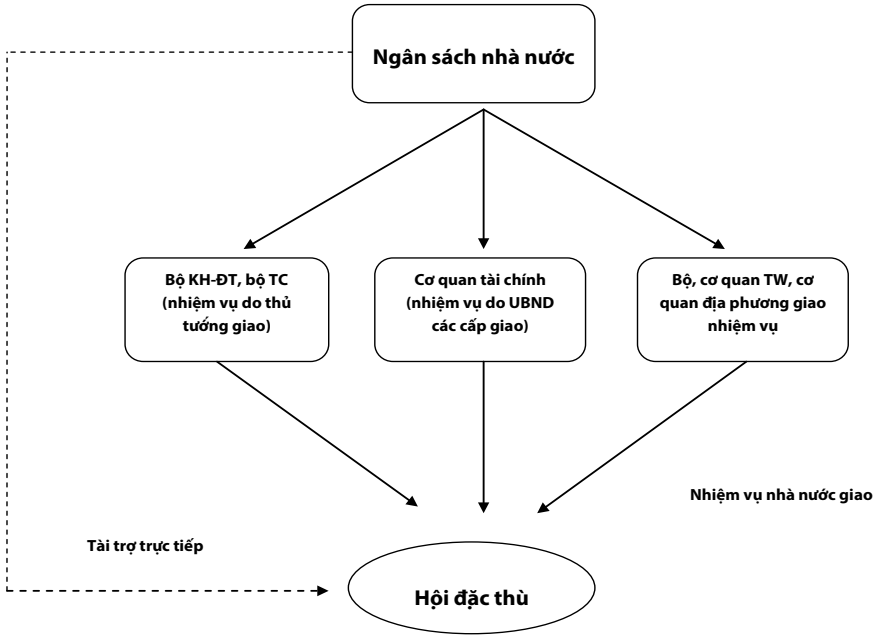 Ngân sách nhà nước
Bộ KH-ĐT, bộ TC
(nhiệm vụ do thủ
tướng giao)
Cơ quan tài chính
(nhiệm vụ do UBND
các cấp giao)
Bộ, cơ quan TW, cơ
quan địa phương giao
nhiệm vụ
Nhiệm vụ nhà nước giao
Tài trợ trực tiếp
Hội đặc thù